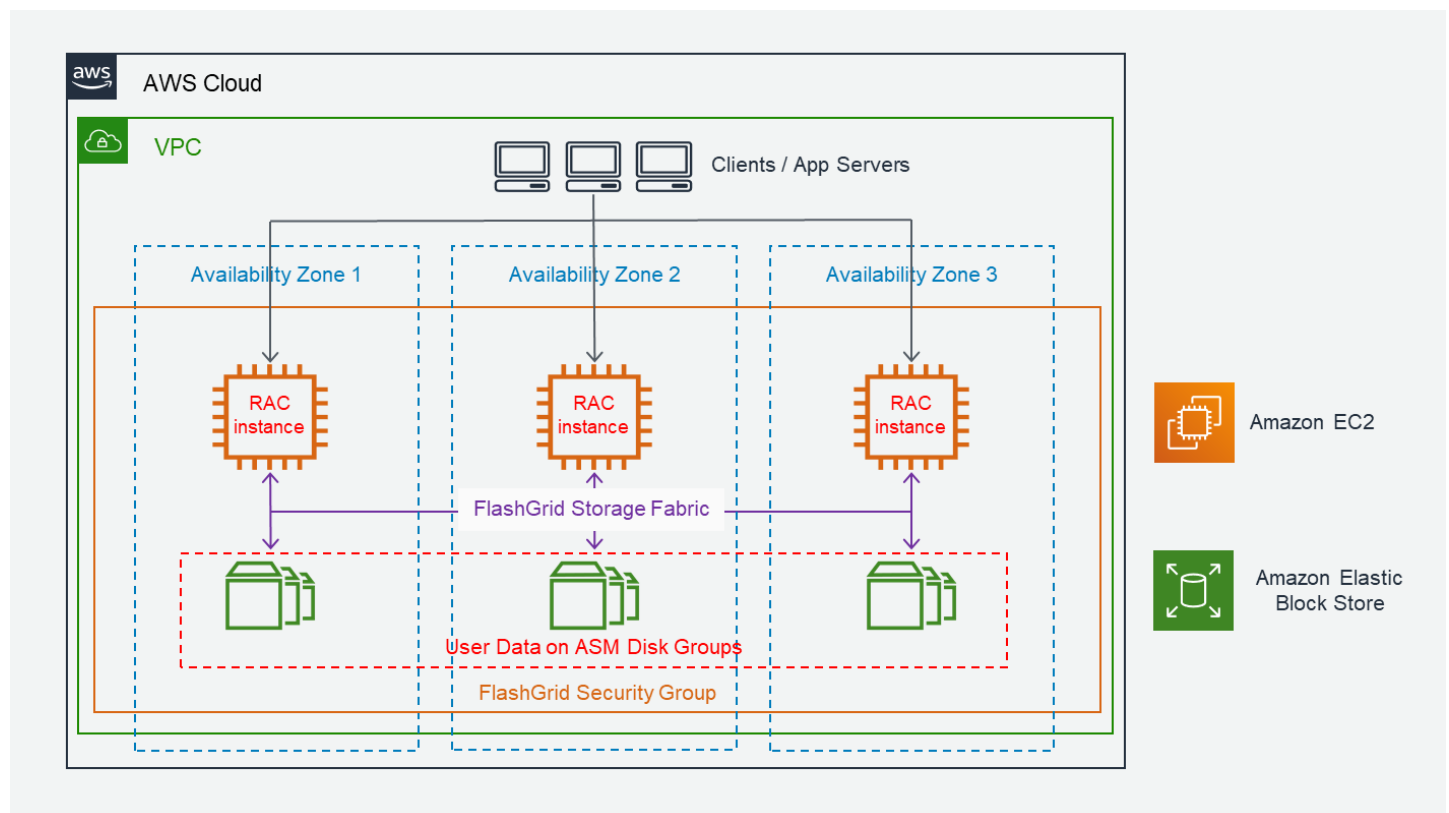 aws
AWS Cloud
VPC
Clients / App Servers
Availability Zone 1
Availability Zone 2
Availability Zone 3
RAC
instance
RAC
instance
RAC
instance
Amazon EC2
FlashGrid Storage Fabric
Amazon Elastic
Block Store
User Data on ASM Disk Groups
FlashGrid Security Group